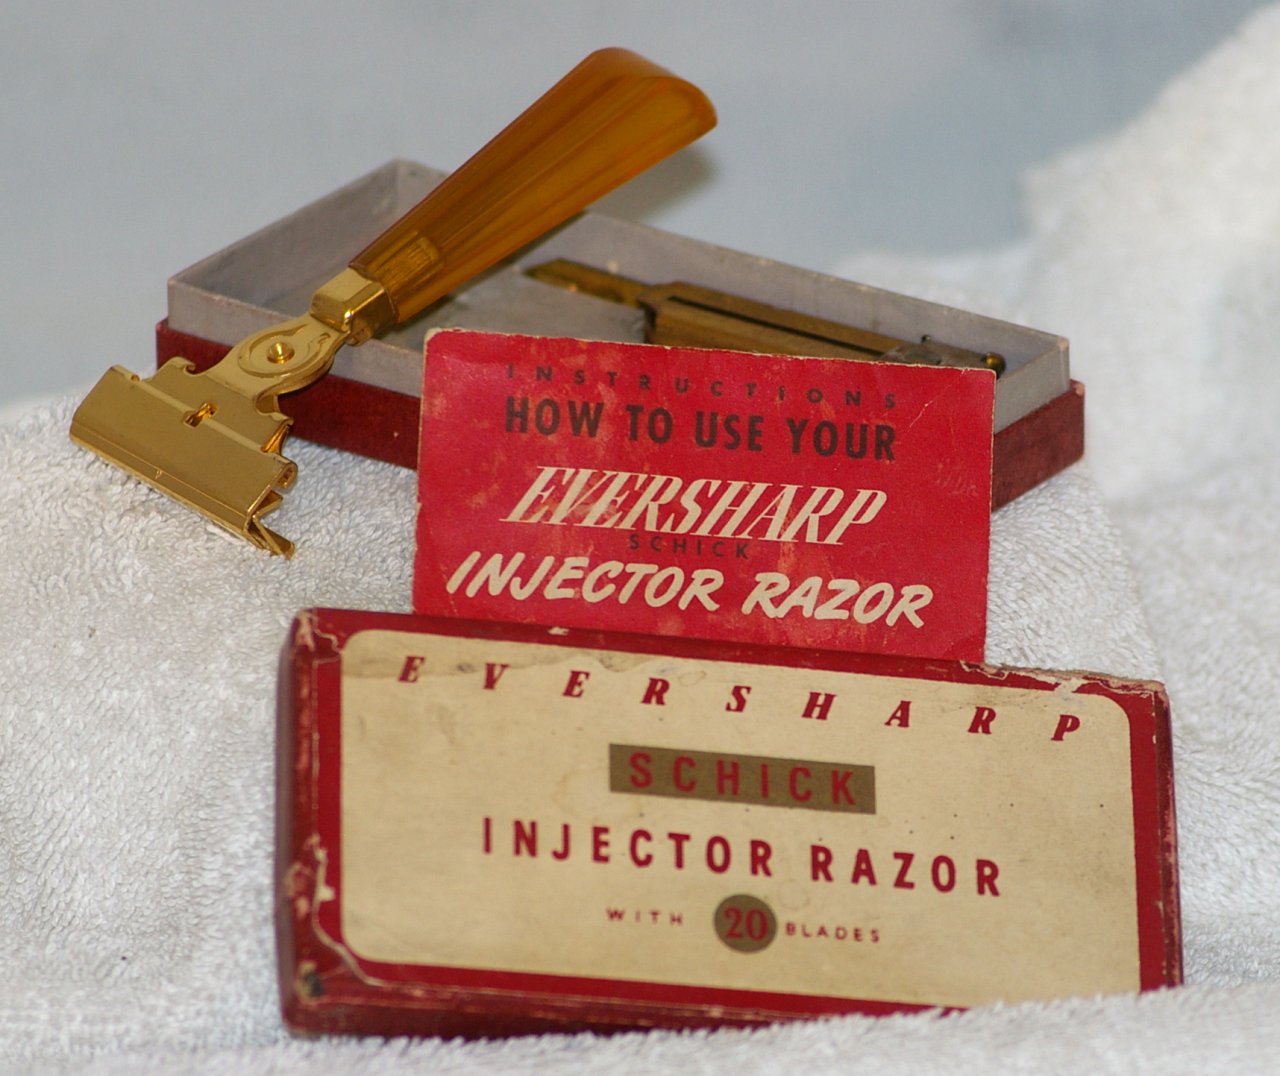 INSTRUCTIONS
HOW TO USE YOUR
EVERSHARP
SCHICK
INJECTOR RAZOR
EVERSHARP
SCHICK
INJECTOR RAZOR
WITH 20 BLADES